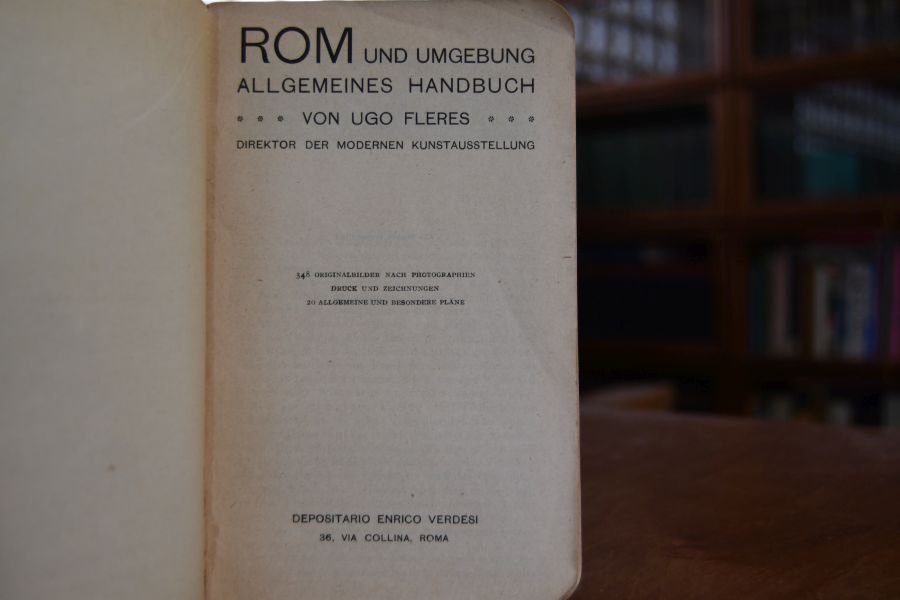 ROM UND UMGEBUNG
ALLGEMEINES HANDBUCH
* * * VON UGO FLERES * * *
DIREKTOR DER MODERNEN KUNSTAUSSTELLUNG
348 ORIGINALBILDER NACH PHOTOGRAPHIEN
DRUCK UND ZEICHNUNGEN
20 ALLGEMEINE UND BESONDERE PLÄNE
DEPOSITARIO ENRICO VERDESI
36, VIA COLLINA, ROMA